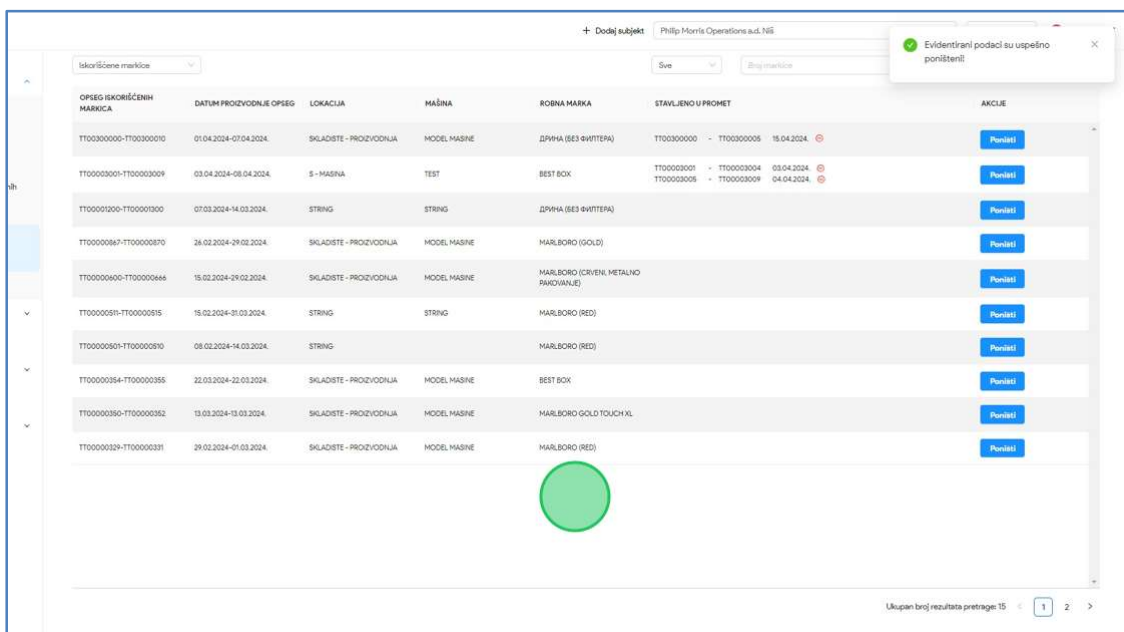 + Dodaj subjekt Philip Morris Operations a.d. Niš
Evidentirani podaci su uspešno
poništeni!
Iskorišćene markice Sve Broj markice
OPSEG ISKORIŠĆENIH
MARKICA DATUM PROIZVODNJE OPSEG LOKACIJA MAŠINA ROBNA MARKA STAVLJENO U PROMET AKCIJE
TT00300000-TT00300010 01.04.2024-07.04.2024. SKLADISTE - PROIZVODNJA MODEL MASINE ДРИНА (БЕЗ ФИЛТЕРА) TT00300000 - TT00300005 15.04.2024. Poništi
TT00003001-TT00003009 03.04.2024-08.04.2024. S - MASINA TEST BEST BOX TT00003001 - TT00003004 03.04.2024. Poništi
TT00003005 - TT00003009 04.04.2024.
nih
TT00001200-TT00001300 07.03.2024-14.03.2024. STRING STRING ДРИНА (БЕЗ ФИЛТЕРА) Poništi
TT00000867-TT00000870 26.02.2024-29.02.2024. SKLADISTE - PROIZVODNJA MODEL MASINE MARLBORO (GOLD) Poništi
TT00000600-TT00000666 15.02.2024-29.02.2024. SKLADISTE - PROIZVODNJA MODEL MASINE MARLBORO (CRVENI, METALNO
PAKOVANJE) Poništi
TT00000511-TT00000515 15.02.2024-31.03.2024. STRING STRING MARLBORO (RED) Poništi
TT00000501-TT00000510 08.02.2024-14.03.2024. STRING MARLBORO (RED) Poništi
TT00000354-TT00000355 22.03.2024-22.03.2024. SKLADISTE - PROIZVODNJA MODEL MASINE BEST BOX Poništi
TT00000350-TT00000352 13.03.2024-13.03.2024. SKLADISTE - PROIZVODNJA MODEL MASINE MARLBORO GOLD TOUCH XL Poništi
TT00000329-TT00000331 29.02.2024-01.03.2024. SKLADISTE - PROIZVODNJA MODEL MASINE MARLBORO (RED) Poništi
Ukupan broj rezultata pretrage: 15 < 1 2 >